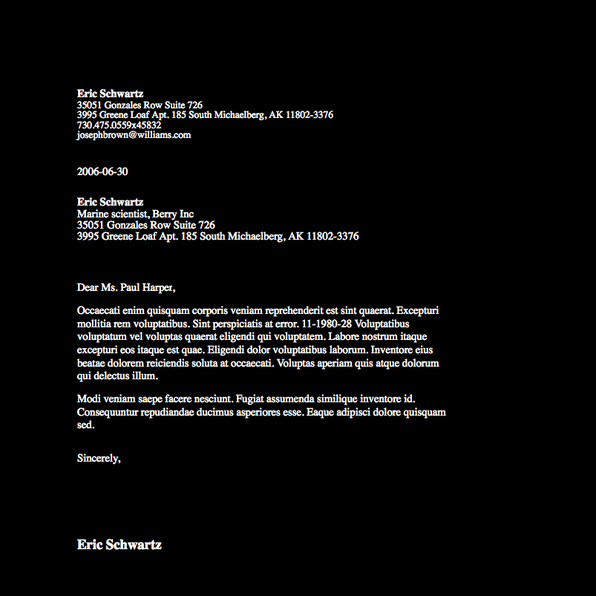 Eric Schwartz
35051 Gonzales Row Suite 726
3995 Greene Loaf Apt. 185 South Michaelberg, AK 11802-3376
730.475.0559x45832
josephbrown@williams.com
2006-06-30
Eric Schwartz
Marine scientist, Berry Inc
35051 Gonzales Row Suite 726
3995 Greene Loaf Apt. 185 South Michaelberg, AK 11802-3376
Dear Ms. Paul Harper,
Occaecati enim quisquam corporis veniam reprehenderit est sint quaerat. Excepturi
mollitia rem voluptatibus. Sint perspiciatis at error. 11-1980-28 Voluptatibus
voluptatum vel voluptas quaerat eligendi qui voluptatem. Labore nostrum itaque
excepturi eos itaque est quae. Eligendi dolor voluptatibus laborum. Inventore eius
beatae dolorem reiciendis soluta at occaecati. Voluptas aperiam quis atque dolorum
qui delectus illum.
Modi veniam saepe facere nesciunt. Fugiat assumenda similique inventore id.
Consequuntur repudiandae ducimus asperiores esse. Eaque adipisci dolore quisquam
sed.
Sincerely,
Eric Schwartz